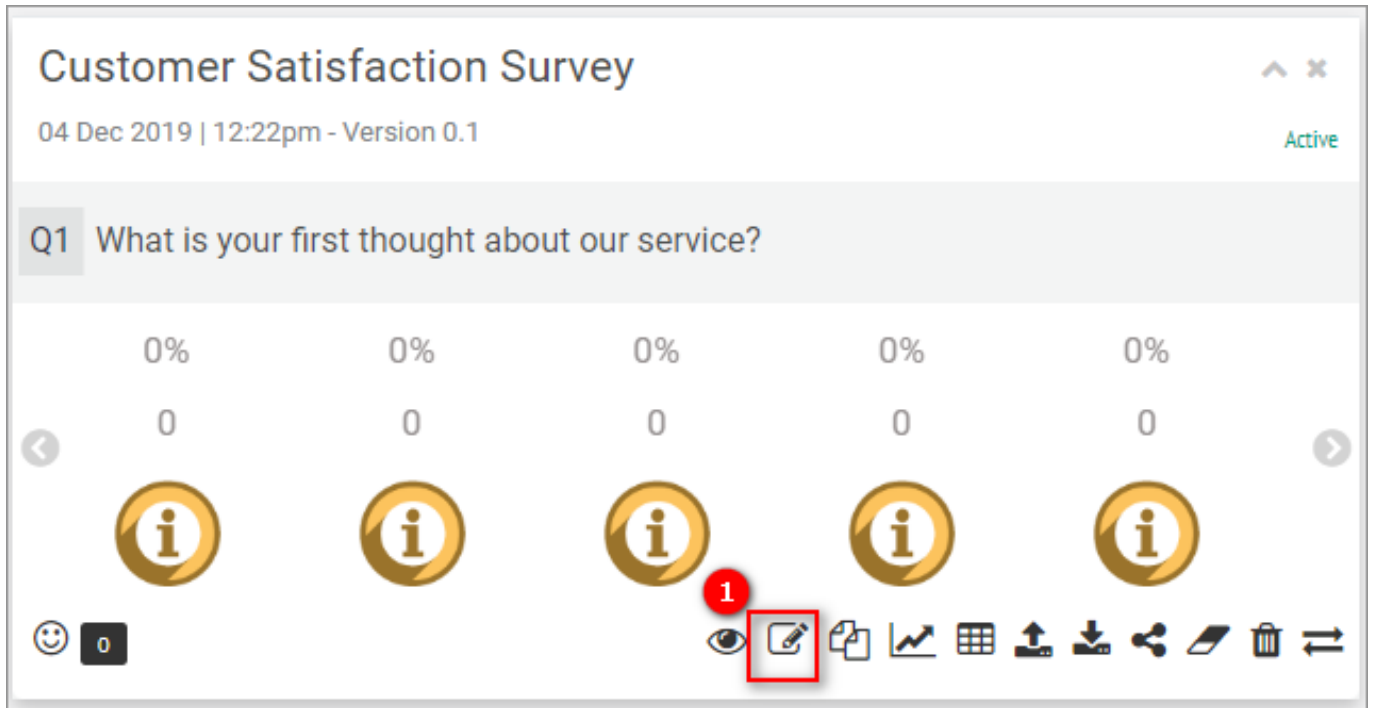 Customer Satisfaction Survey
04 Dec 2019 | 12:22pm - Version 0.1
Active
Q1 What is your first thought about our service?
0% 0% 0% 0% 0%
0 0 0 0 0
i i i i i
1
0